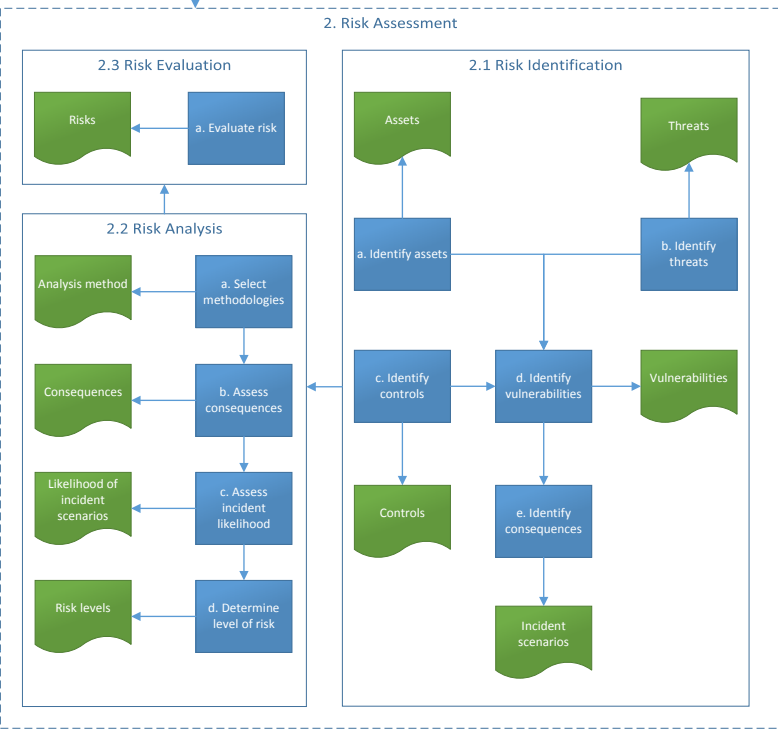 2. Risk Assessment
2.3 Risk Evaluation
Risks
a. Evaluate risk
2.1 Risk Identification
Assets
Threats
a. Identify assets
b. Identify
threats
c. Identify
controls
d. Identify
vulnerabilities
Vulnerabilities
Controls
e. Identify
consequences
Incident
scenarios
2.2 Risk Analysis
Analysis method
a. Select
methodologies
Consequences
b. Assess
consequences
Likelihood of
incident
scenarios
c. Assess
incident
likelihood
Risk levels
d. Determine
level of risk